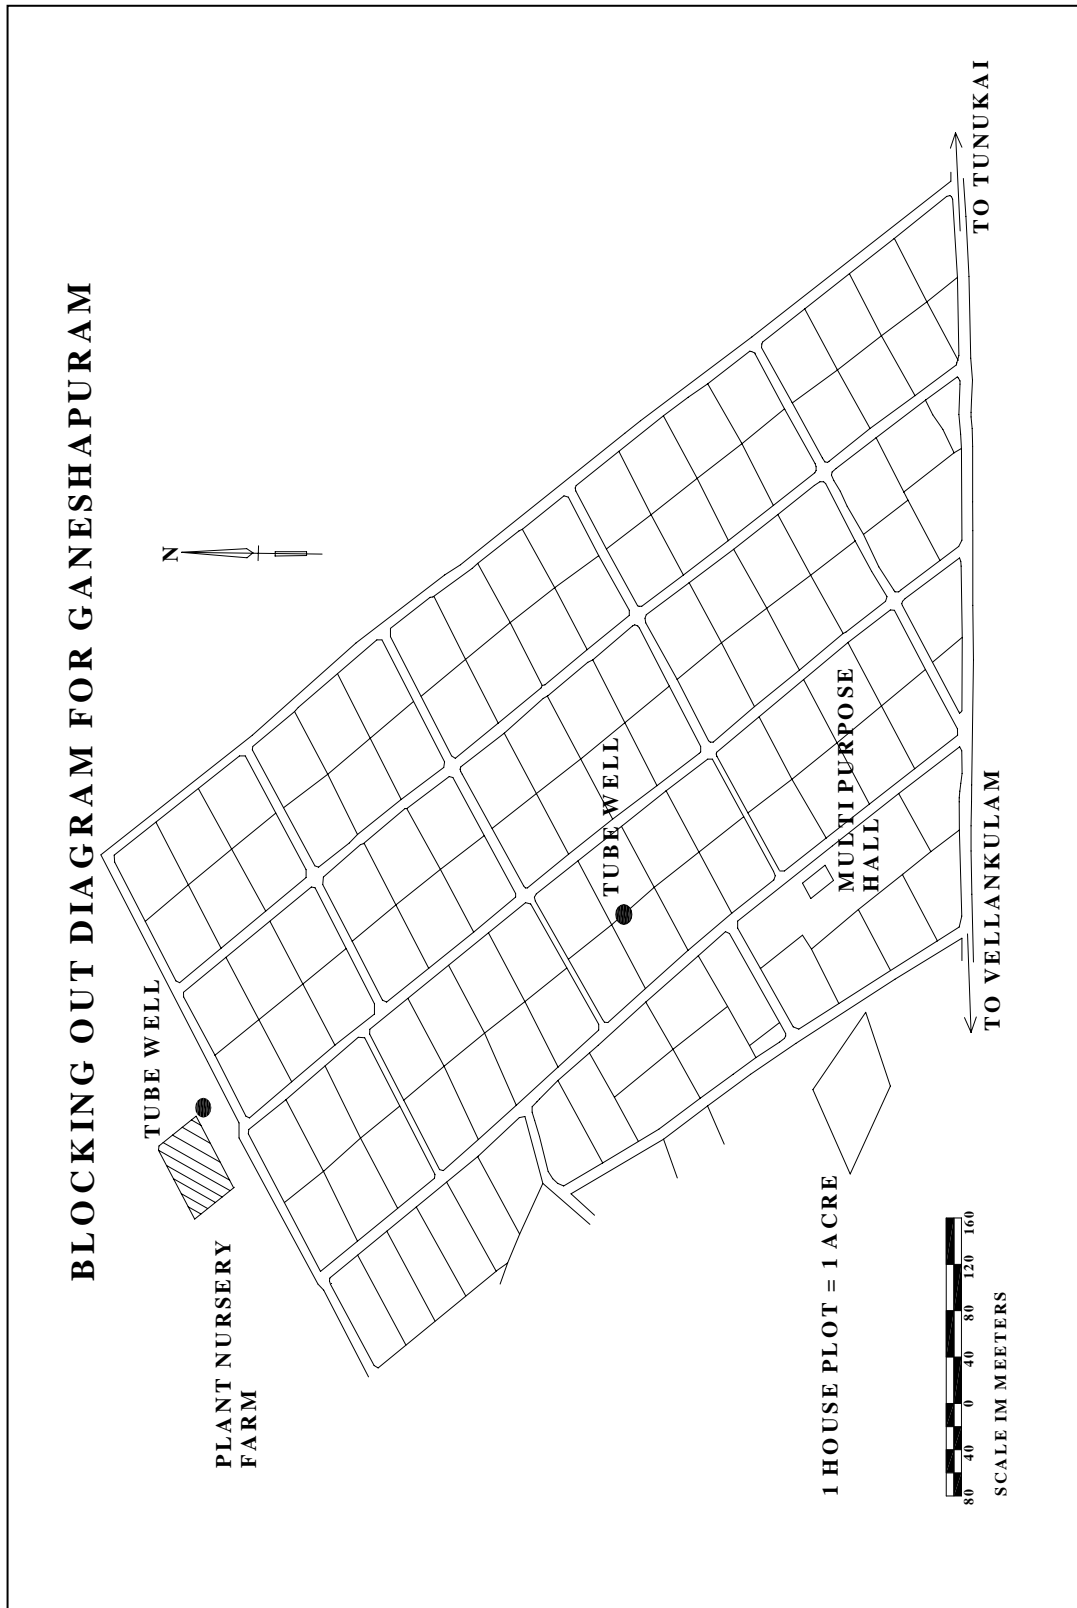 BLOCKING OUT DIAGRAM FOR GANESHAPURAM
N
TUBE WELL
PLANT NURSERY
FARM
TUBE WELL
MULTI PURPOSE
HALL
TO TUNUKAI
TO VELLANKULAM
1 HOUSE PLOT = 1 ACRE
80 40 0 40 80 120 160
SCALE IM MEETERS